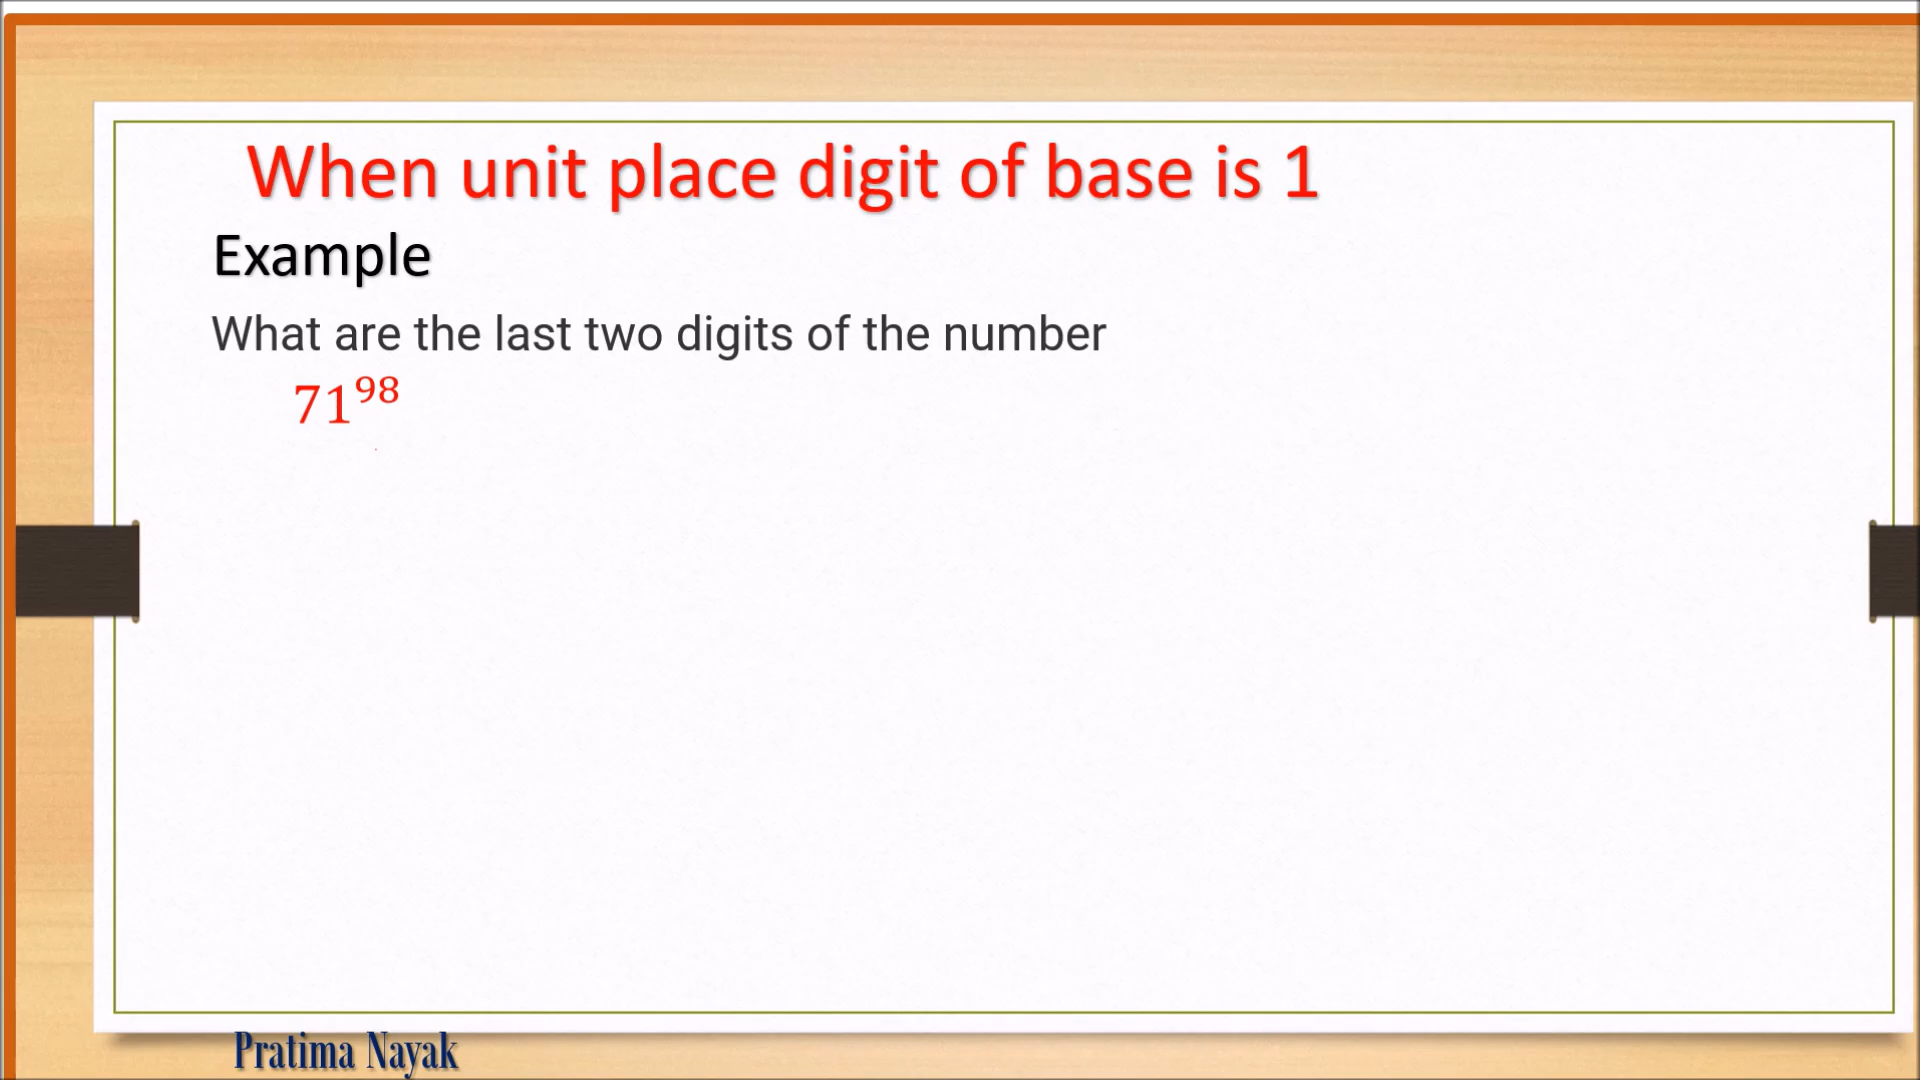 When unit place digit of base is 1
Example
What are the last two digits of the number
71⁹⁸
Pratima Nayak